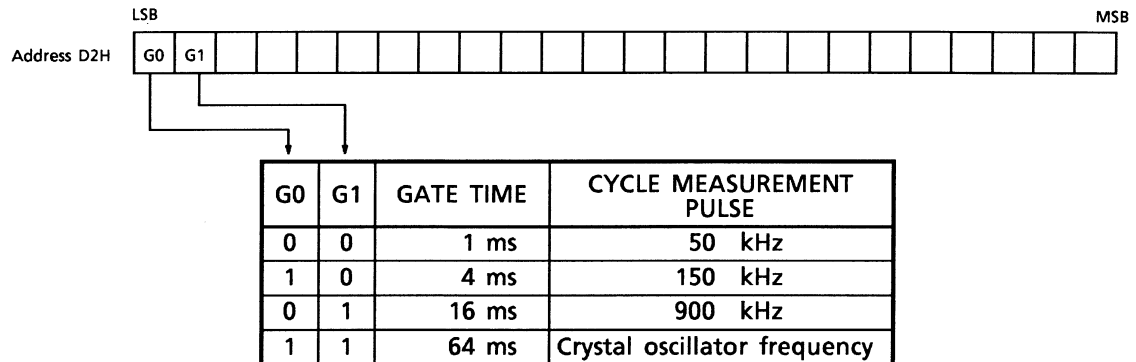 LSB MSB
Address D2H G0 G1
G0 G1 GATE TIME CYCLE MEASUREMENT PULSE
0 0 1 ms 50 kHz
1 0 4 ms 150 kHz
0 1 16 ms 900 kHz
1 1 64 ms Crystal oscillator frequency